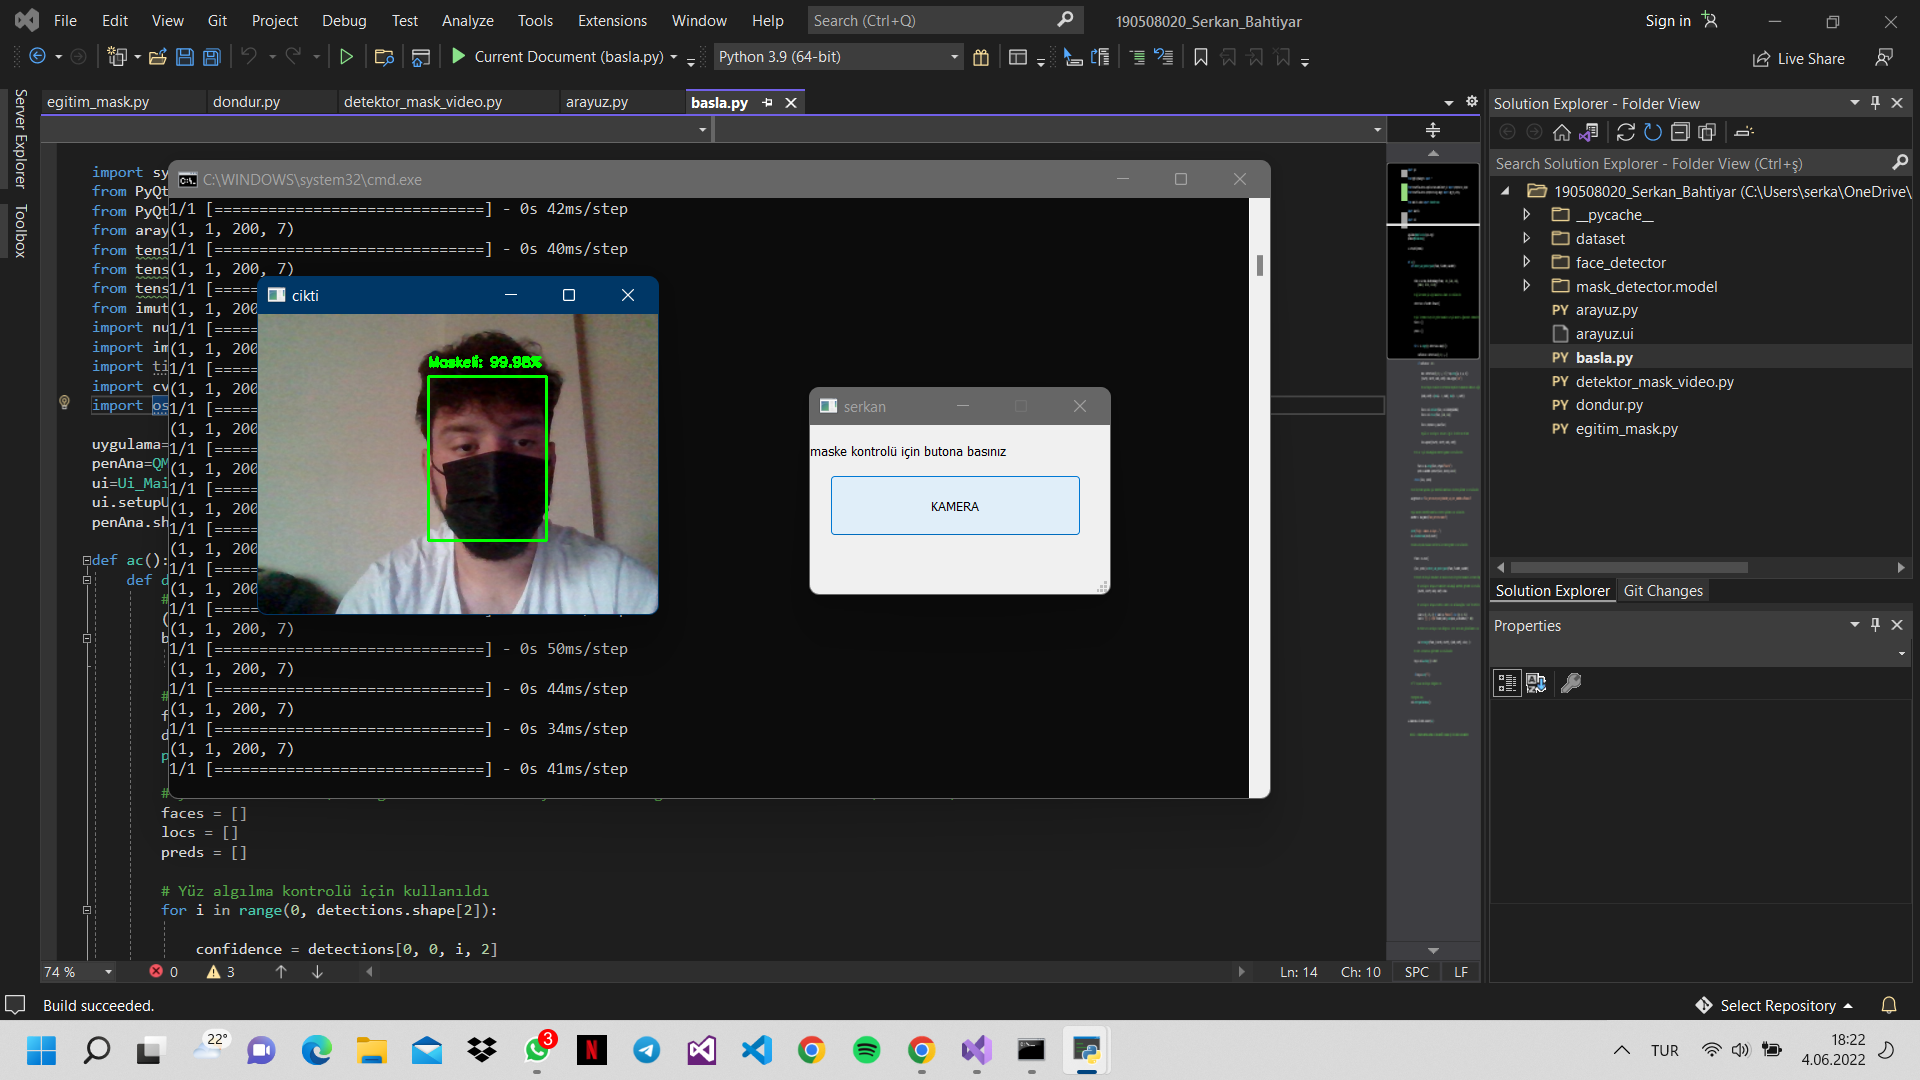 File Edit View Git Project Debug Test Analyze Tools Extensions Window Help Search (Ctrl+Q) 190508020_Serkan_Bahtiyar Sign in
Current Document (basla.py) Python 3.9 (64-bit) Live Share
Server Explorer
Toolbox
egitim_mask.py dondur.py detektor_mask_video.py arayuz.py basla.py
import sy
from PyQt
from PyQt
from aray
from tens
from tens
from tens
from imut
import nu
import im
import ti
import cv
import os
uygulama=
penAna=QM
ui=Ui_Mai
ui.setupU
penAna.sh
def ac():
def d
#
(
b
#
f
d
p
#
faces = []
locs = []
preds = []
# Yüz algılma kontrolü için kullanıldı
for i in range(0, detections.shape[2]):
confidence = detections[0, 0, i, 2]
C:\WINDOWS\system32\cmd.exe
1/1 [==============================] - 0s 42ms/step
(1, 1, 200, 7)
1/1 [==============================] - 0s 40ms/step
(1, 1, 200, 7)
1/1 [=====
(1, 1, 200
1/1 [=====
(1, 1, 200
1/1 [=====
(1, 1, 200
1/1 [=====
(1, 1, 200
1/1 [=====
(1, 1, 200
1/1 [=====
(1, 1, 200
1/1 [=====
(1, 1, 200
1/1 [=====
(1, 1, 200
1/1 [=====
(1, 1, 200, 7)
1/1 [==============================] - 0s 50ms/step
(1, 1, 200, 7)
1/1 [==============================] - 0s 44ms/step
(1, 1, 200, 7)
1/1 [==============================] - 0s 34ms/step
(1, 1, 200, 7)
1/1 [==============================] - 0s 41ms/step
cikti
Maskeli: 99.98%
serkan
maske kontrolü için butona basınız
KAMERA
Solution Explorer - Folder View
Search Solution Explorer - Folder View (Ctrl+ş)
190508020_Serkan_Bahtiyar (C:\Users\serka\OneDrive\
__pycache__
dataset
face_detector
mask_detector.model
PY arayuz.py
arayuz.ui
PY basla.py
PY detektor_mask_video.py
PY dondur.py
PY egitim_mask.py
Solution Explorer Git Changes
Properties
74 % 0 3 Ln: 14 Ch: 10 SPC LF
Build succeeded. Select Repository
22° 3 TUR 18:22
4.06.2022